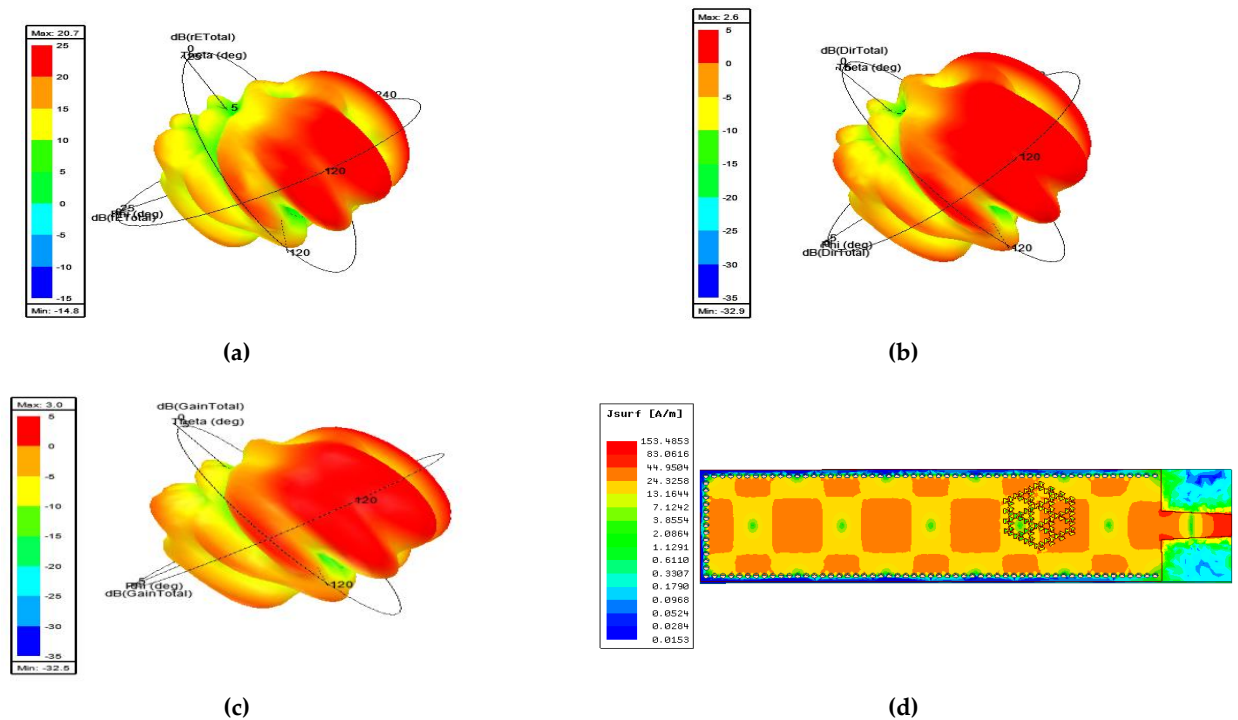 Max: 20.7
25
20
15
10
5
0
-5
-10
-15
Min: -14.8
dB(rETotal)
0
Theta (deg)
5
240
120
120
-25
dB(rETotal)
(a)
Max: 2.6
5
0
-5
-10
-15
-20
-25
-30
-35
Min: -32.9
dB(DirTotal)
0
Theta (deg)
120
120
Phi (deg)
dB(DirTotal)
(b)
Max: 3.0
5
0
-5
-10
-15
-20
-25
-30
-35
Min: -32.5
dB(GainTotal)
0
Theta (deg)
120
120
Phi (deg)
dB(GainTotal)
(c)
Jsurf [A/m]
153.4853
83.0616
44.9504
24.3258
13.1644
7.1242
3.8554
2.0864
1.1291
0.6110
0.3307
0.1790
0.0968
0.0524
0.0284
0.0153
(d)